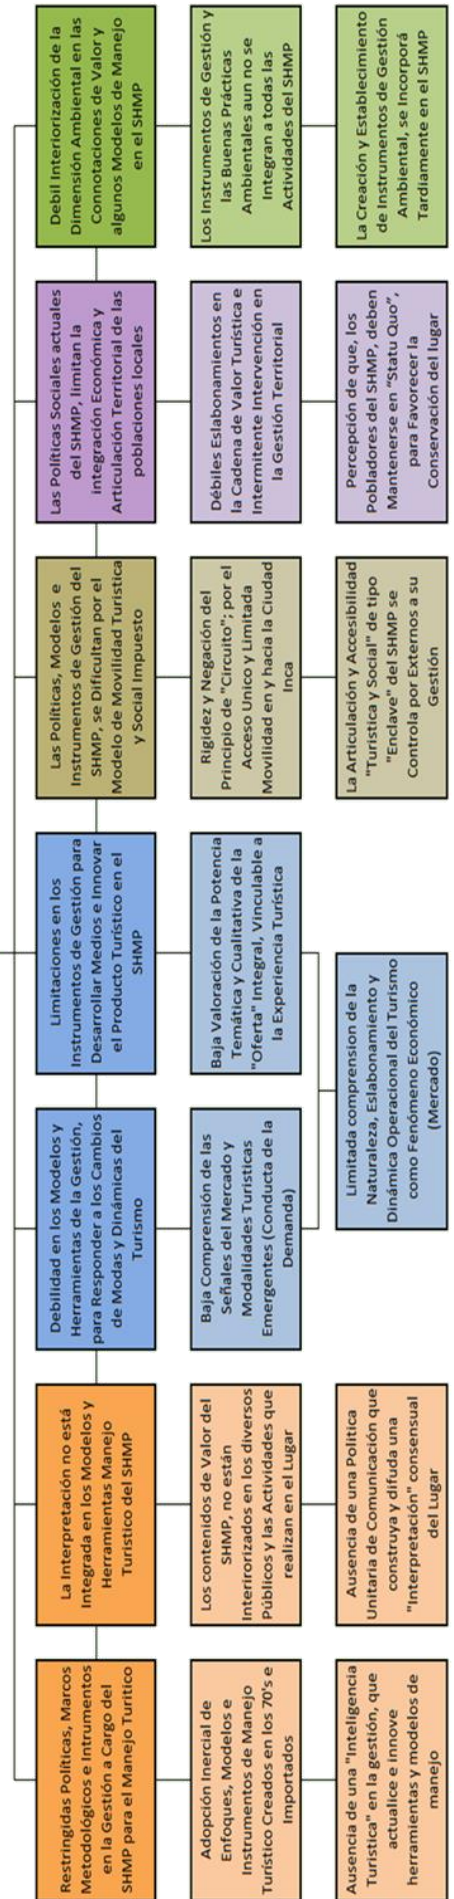 Restringidas Políticas, Marcos
Metodológicos e Intrumentos
en la Gestión a Cargo del
SHMP para el Manejo Turitico
Adopción Inercial de
Enfoques, Modelos e
Instrumentos de Manejo
Turístico Creados en los 70's e
Importados
Ausencia de una "Inteligencia
Turistica" en la gestión, que
actualice e innove
herramientas y modelos de
manejo
La Interpretación no está
Integrada en los Modelos y
Herramientas Manejo
Turistico del SHMP
Los contenidos de Valor del
SHMP, no están
Interirorizados en los diversos
Públicos y las Actividades que
realizan en el Lugar
Ausencia de una Politica
Unitaria de Comunicación que
construya y difuda una
"Interpretación" consensual
del Lugar
Debilidad en los Modelos y
Herramientas de la Gestión,
para Responder a los Cambios
de Modas y Dinámicas del
Turismo
Baja Comprensión de las
Señales del Mercado y
Modalidades Turisticas
Emergentes (Conducta de la
Demanda)
Limitaciones en los
Instrumentos de Gestión para
Desarrollar Medios e Innovar
el Producto Turístico en el
SHMP
Baja Valoración de la Potencia
Temática y Cualitativa de la
"Oferta" Integral, Vinculable a
la Experiencia Turística
Limitada comprension de la
Naturaleza, Eslabonamiento y
Dinámica Operacional del Turismo
como Fenómeno Económico
(Mercado)
Las Políticas, Modelos e
Instrumentos de Gestión del
SHMP, se Dificultan por el
Modelo de Movilidad Turistica
y Social Impuesto
Rigidez y Negación del
Principio de "Circuito"; por el
Acceso Unico y Limitada
Movilidad en y hacia la Ciudad
Inca
La Articulación y Accesibilidad
"Turistica y Social" de tipo
"Enclave" del SHMP se
Controla por Externos a su
Gestión
Las Políticas Sociales actuales
del SHMP, limitan la
integración Económica y
Articulación Territorial de las
poblaciones locales
Débiles Eslabonamientos en
la Cadena de Valor Turística e
Intermitente Intervención en
la Gestión Territorial
Percepción de que, los
Pobladores del SHMP, deben
Mantenerse en "Statu Quo",
para Favorecer la
Conservación del lugar
Debil Interiorización de la
Dimensión Ambiental en las
Connotaciones de Valor y
algunos Modelos de Manejo
en el SHMP
Los Instrumentos de Gestión y
las Buenas Prácticas
Ambientales aun no se
Integran a todas las
Actividades del SHMP
La Creación y Establecimiento
de Instrumentos de Gestión
Ambiental, se Incorporá
Tardiamente en el SHMP